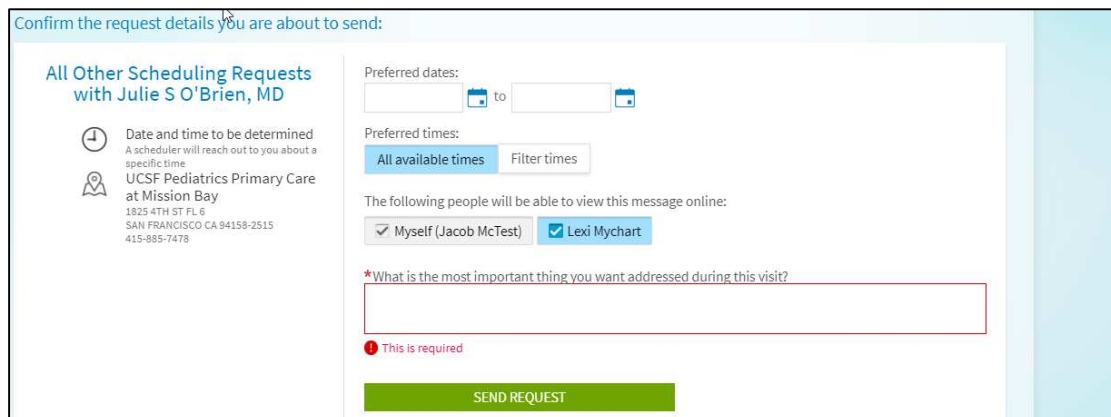 Confirm the request details you are about to send:
All Other Scheduling Requests
with Julie S O'Brien, MD
Date and time to be determined
A scheduler will reach out to you about a
specific time
UCSF Pediatrics Primary Care
at Mission Bay
1825 4TH ST FL 6
SAN FRANCISCO CA 94158-2515
415-885-7478
Preferred dates:
to
Preferred times:
All available times Filter times
The following people will be able to view this message online:
Myself (Jacob McTest) Lexi Mychart
*What is the most important thing you want addressed during this visit?
This is required
SEND REQUEST